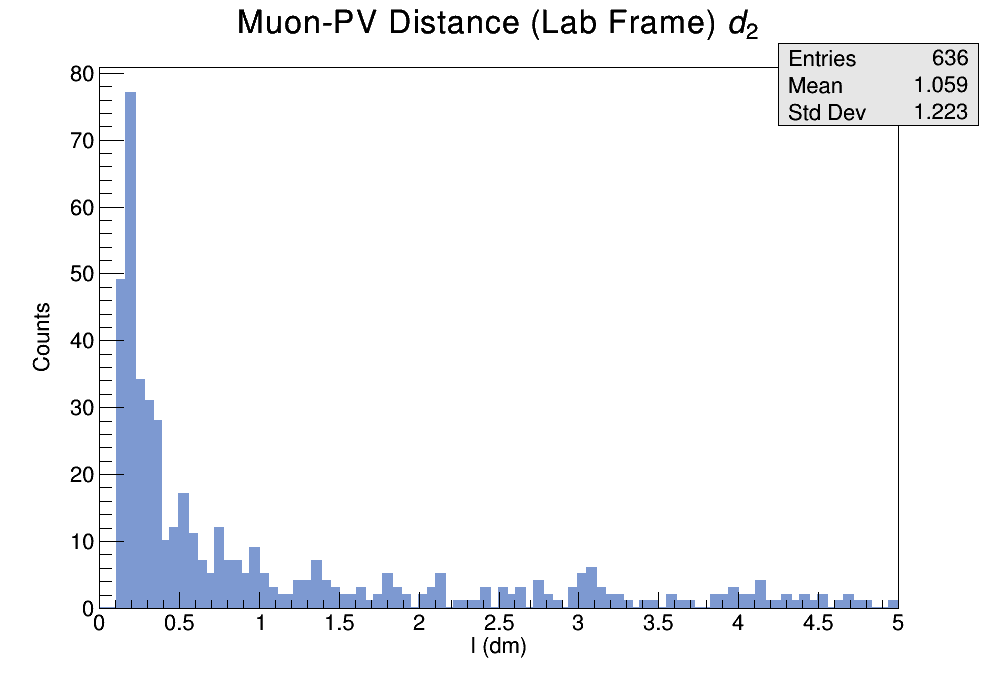 Muon-PV Distance (Lab Frame) d₂
Entries 636
Mean 1.059
Std Dev 1.223
80
70
60
50
40
30
20
10
0
Counts
0 0.5 1 1.5 2 2.5 3 3.5 4 4.5 5
l (dm)